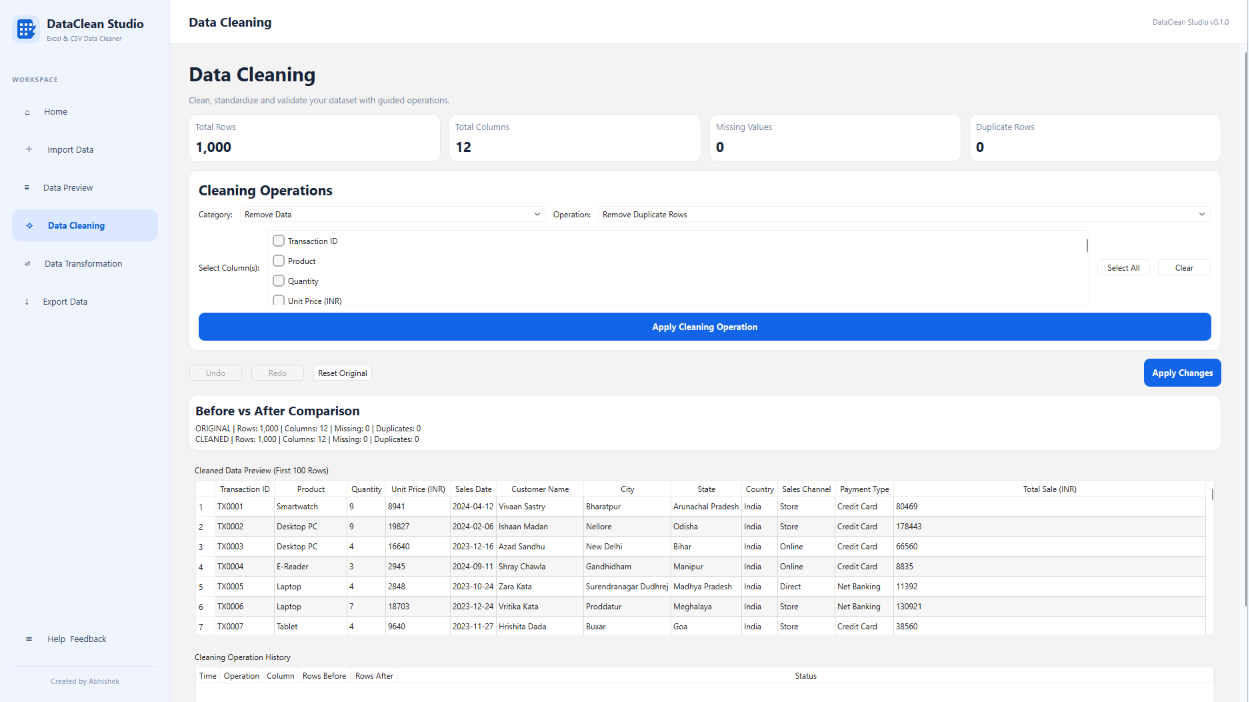 DataClean Studio
Excel & CSV Data Cleaner
WORKSPACE
Home
Import Data
Data Preview
Data Cleaning
Data Transformation
Export Data
Help Feedback
Created by Abhishek
Data Cleaning
DataClean Studio v0.1.0
Data Cleaning
Clean, standardize and validate your dataset with guided operations.
Total Rows Total Columns Missing Values Duplicate Rows
1,000 12 0 0
Cleaning Operations
Category: Remove Data Operation: Remove Duplicate Rows
Select Column(s):
Transaction ID
Product
Quantity
Unit Price (INR)
Select All Clear
Apply Cleaning Operation
Undo Redo Reset Original Apply Changes
Before vs After Comparison
ORIGINAL | Rows: 1,000 | Columns: 12 | Missing: 0 | Duplicates: 0
CLEANED | Rows: 1,000 | Columns: 12 | Missing: 0 | Duplicates: 0
Cleaned Data Preview (First 100 Rows)
Transaction ID Product Quantity Unit Price (INR) Sales Date Customer Name City State Country Sales Channel Payment Type Total Sale (INR)
1 TX0001 Smartwatch 9 8941 2024-04-12 Vivaan Sastry Bharatpur Arunachal Pradesh India Store Credit Card 80469
2 TX0002 Desktop PC 9 19827 2024-02-06 Ishaan Madan Nellore Odisha India Store Credit Card 178443
3 TX0003 Desktop PC 4 16640 2023-12-16 Azad Sandhu New Delhi Bihar India Online Credit Card 66560
4 TX0004 E-Reader 3 2945 2024-09-11 Shray Chawla Gandhidham Manipur India Online Credit Card 8835
5 TX0005 Laptop 4 2848 2023-10-24 Zara Kata Surendranagar Dudhrej Madhya Pradesh India Direct Net Banking 11392
6 TX0006 Laptop 7 18703 2023-12-24 Vritika Kata Proddatur Meghalaya India Store Net Banking 130921
7 TX0007 Tablet 4 9640 2023-11-27 Hrishita Dada Buxar Goa India Store Credit Card 38560
Cleaning Operation History
Time Operation Column Rows Before Rows After Status